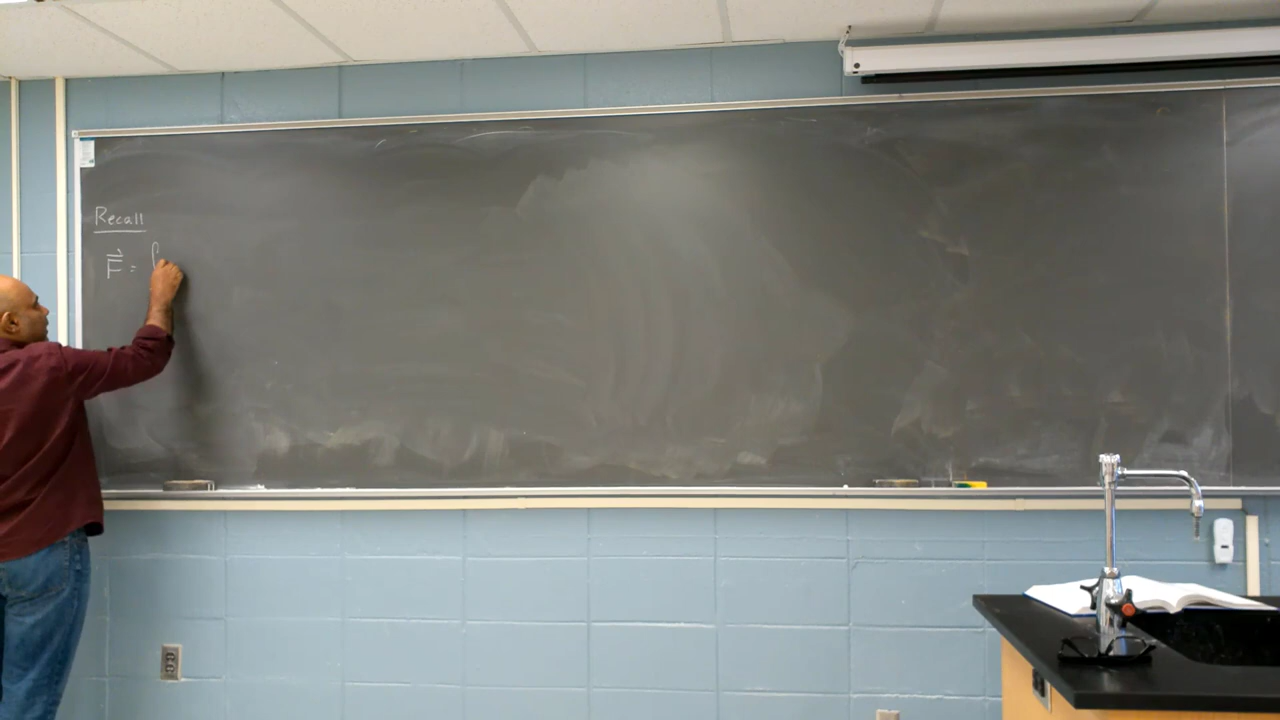 Recall
F⃗ = ∫